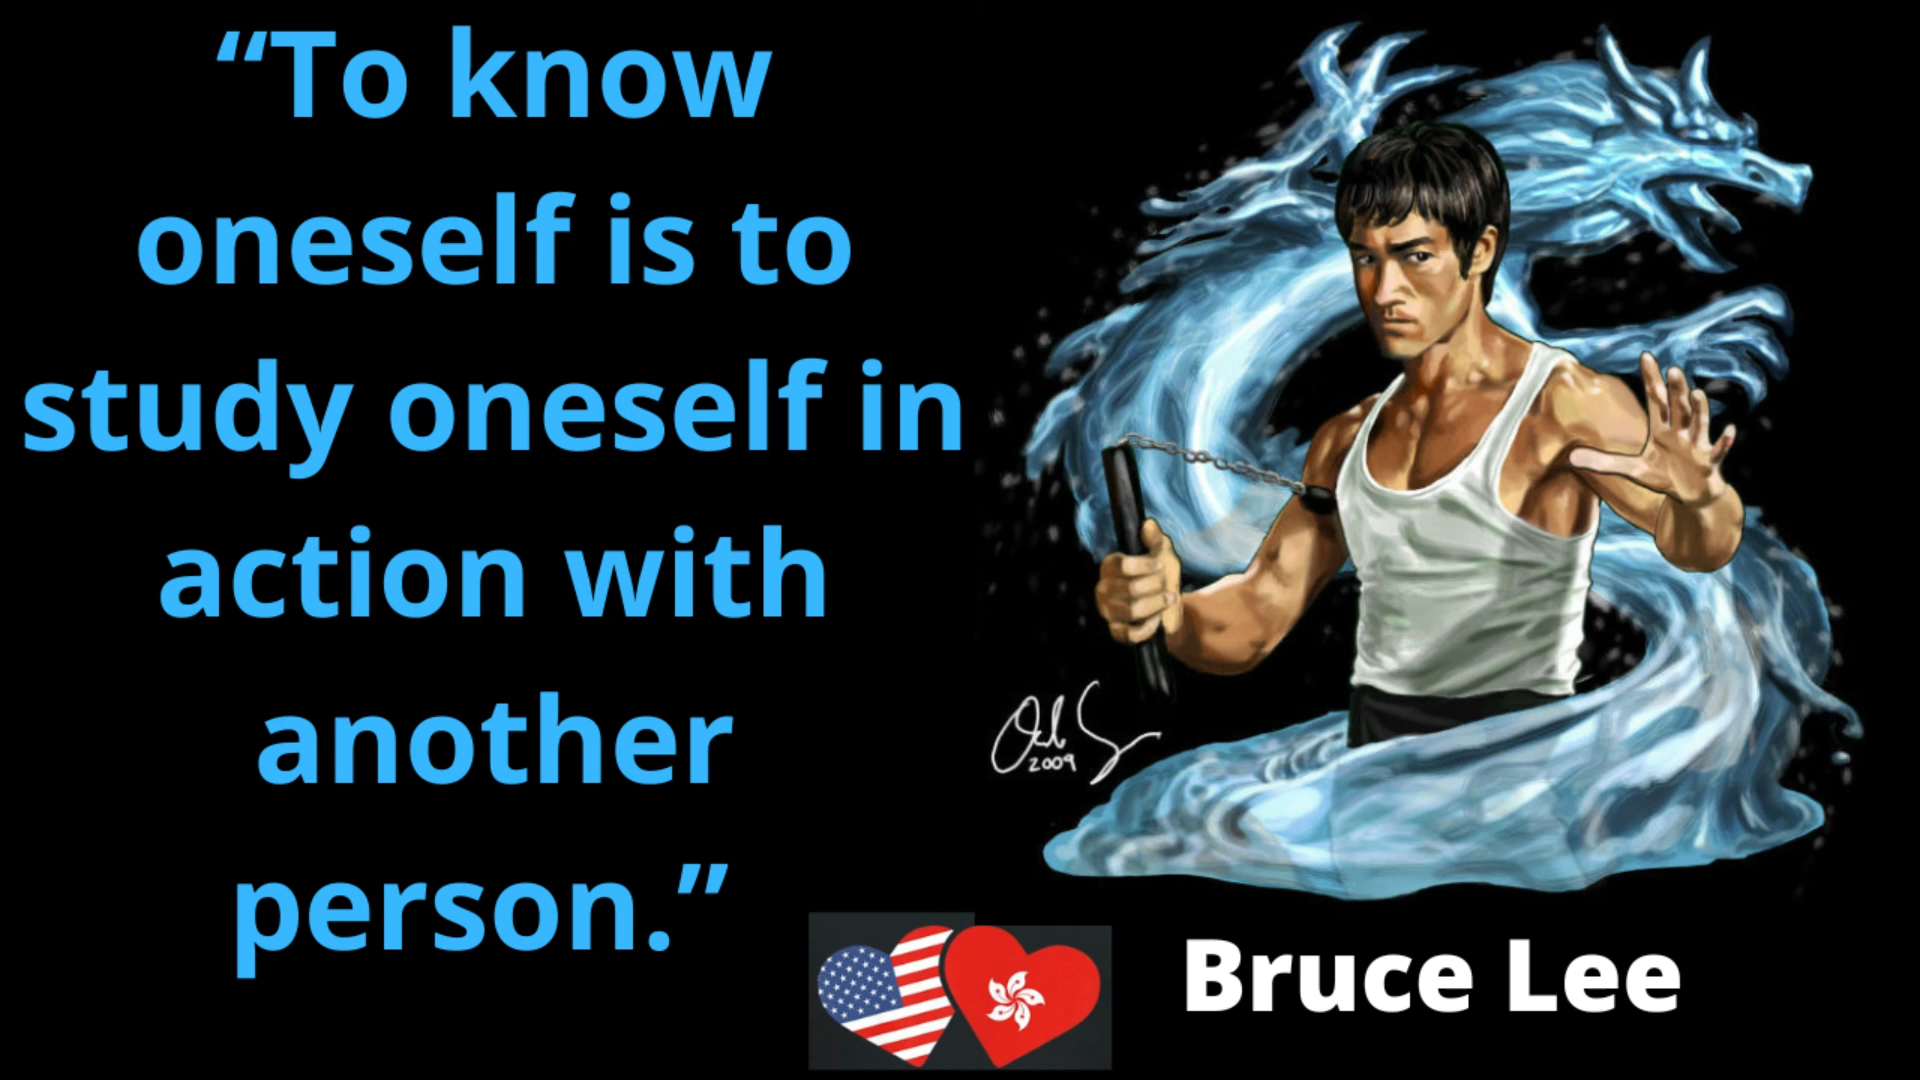 “To know
oneself is to
study oneself in
action with
another
person.”
2009
Bruce Lee